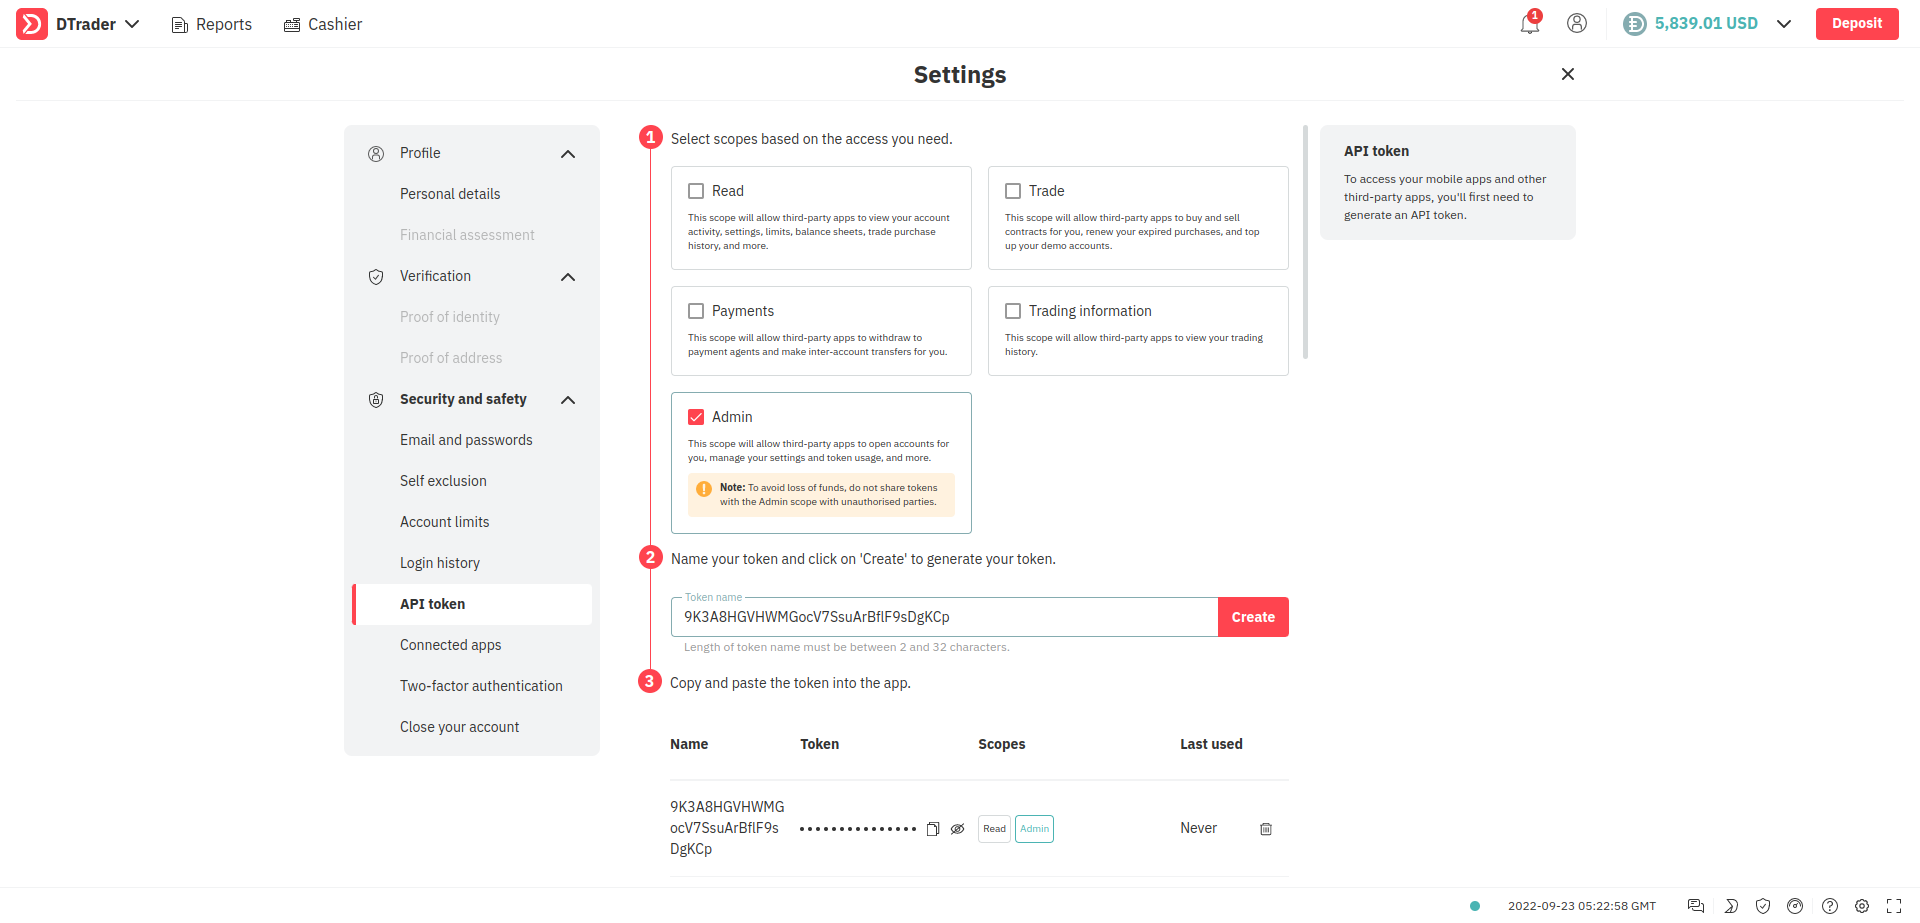 DTrader
Reports
Cashier
1
5,839.01 USD
Deposit
Settings
Profile
Personal details
Financial assessment
Verification
Proof of identity
Proof of address
Security and safety
Email and passwords
Self exclusion
Account limits
Login history
API token
Connected apps
Two-factor authentication
Close your account
1
Select scopes based on the access you need.
Read
This scope will allow third-party apps to view your account
activity, settings, limits, balance sheets, trade purchase
history, and more.
Trade
This scope will allow third-party apps to buy and sell
contracts for you, renew your expired purchases, and top
up your demo accounts.
Payments
This scope will allow third-party apps to withdraw to
payment agents and make inter-account transfers for you.
Trading information
This scope will allow third-party apps to view your trading
history.
Admin
This scope will allow third-party apps to open accounts for
you, manage your settings and token usage, and more.
Note: To avoid loss of funds, do not share tokens
with the Admin scope with unauthorised parties.
2
Name your token and click on 'Create' to generate your token.
Token name
9K3A8HGVHWMGocV7SsuArBflF9sDgKCp
Create
Length of token name must be between 2 and 32 characters.
3
Copy and paste the token into the app.
Name
Token
Scopes
Last used
9K3A8HGVHWMG
ocV7SsuArBflF9s
DgKCp
Read
Admin
Never
API token
To access your mobile apps and other
third-party apps, you'll first need to
generate an API token.
2022-09-23 05:22:58 GMT